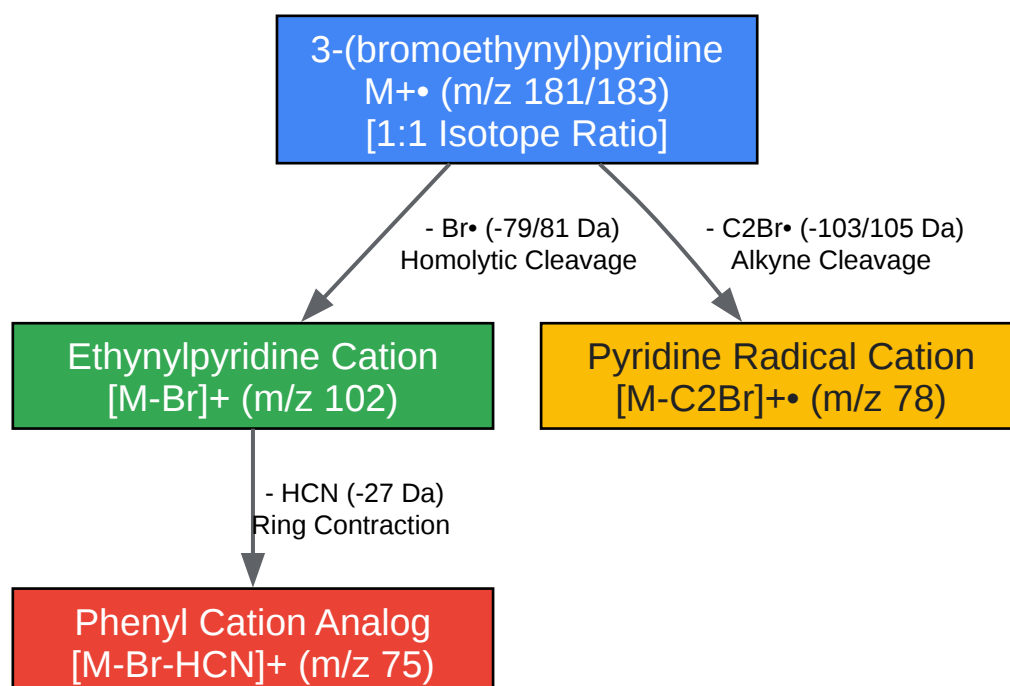 3-(bromoethynyl)pyridine
M+• (m/z 181/183)
[1:1 Isotope Ratio]
- Br• (-79/81 Da)
Homolytic Cleavage
- C2Br• (-103/105 Da)
Alkyne Cleavage
Ethynylpyridine Cation
[M-Br]+ (m/z 102)
Pyridine Radical Cation
[M-C2Br]+• (m/z 78)
- HCN (-27 Da)
Ring Contraction
Phenyl Cation Analog
[M-Br-HCN]+ (m/z 75)